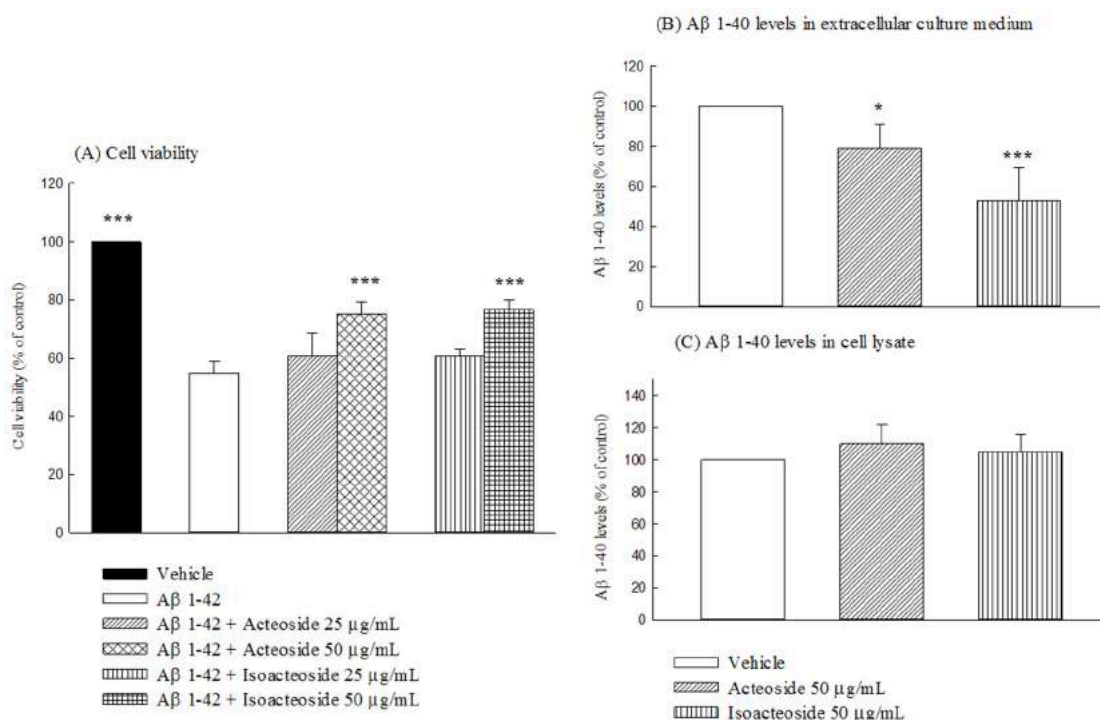 (A) Cell viability
Cell viability (% of control)
120
100
80
60
40
20
0
***
***
***
Vehicle
Aβ 1-42
Aβ 1-42 + Acteoside 25 µg/mL
Aβ 1-42 + Acteoside 50 µg/mL
Aβ 1-42 + Isoacteoside 25 µg/mL
Aβ 1-42 + Isoacteoside 50 µg/mL
(B) Aβ 1-40 levels in extracellular culture medium
Aβ 1-40 levels (% of control)
120
100
80
60
40
20
0
*
***
(C) Aβ 1-40 levels in cell lysate
Aβ 1-40 levels (% of control)
140
120
100
80
60
40
20
0
Vehicle
Acteoside 50 µg/mL
Isoacteoside 50 µg/mL